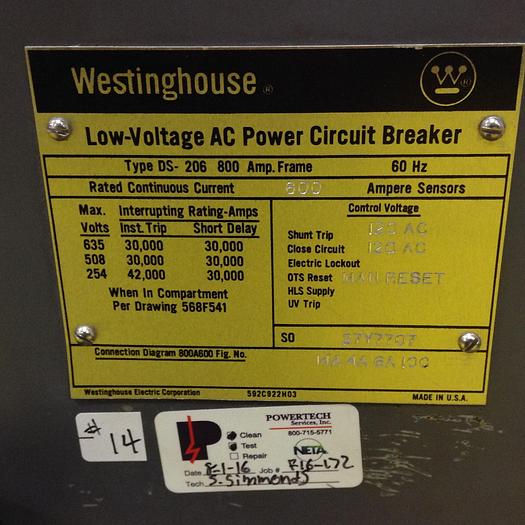 Westinghouse ®
W ®
Low-Voltage AC Power Circuit Breaker
Type DS- 206 800 Amp. Frame 60 Hz
Rated Continuous Current 600 Ampere Sensors
Max. Interrupting Rating-Amps
Volts Inst. Trip Short Delay
635 30,000 30,000
508 30,000 30,000
254 42,000 30,000
When In Compartment
Per Drawing 568F541
Control Voltage
Shunt Trip 120 AC
Close Circuit 120 AC
Electric Lockout
OTS Reset MAN RESET
HLS Supply
UV Trip
SO 27Y7707
Connection Diagram 800A600 Fig. No.
Westinghouse Electric Corporation 592C922H03 MADE IN U.S.A.
#14
POWERTECH
Services, Inc.
800-715-5771
Clean
Test
Repair
NETA
Date 8-1-16 Job # R16-172
Tech S. Simmonds